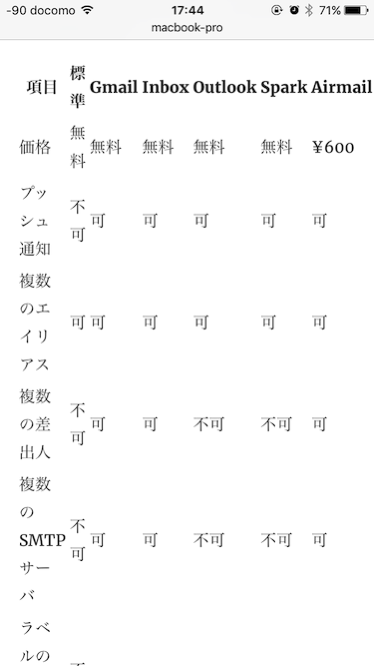 -90 docomo 17:44 71%
macbook-pro
項目 標準 Gmail Inbox Outlook Spark Airmail
価格 無料 無料 無料 無料 無料 ¥600
プッシュ通知 不可 可 可 可 可 可
複数のエイリアス 可 可 可 可 可 可
複数の差出人 不可 可 可 不可 不可 可
複数のSMTPサーバ 不可 可 可 不可 不可 可
ラベルの